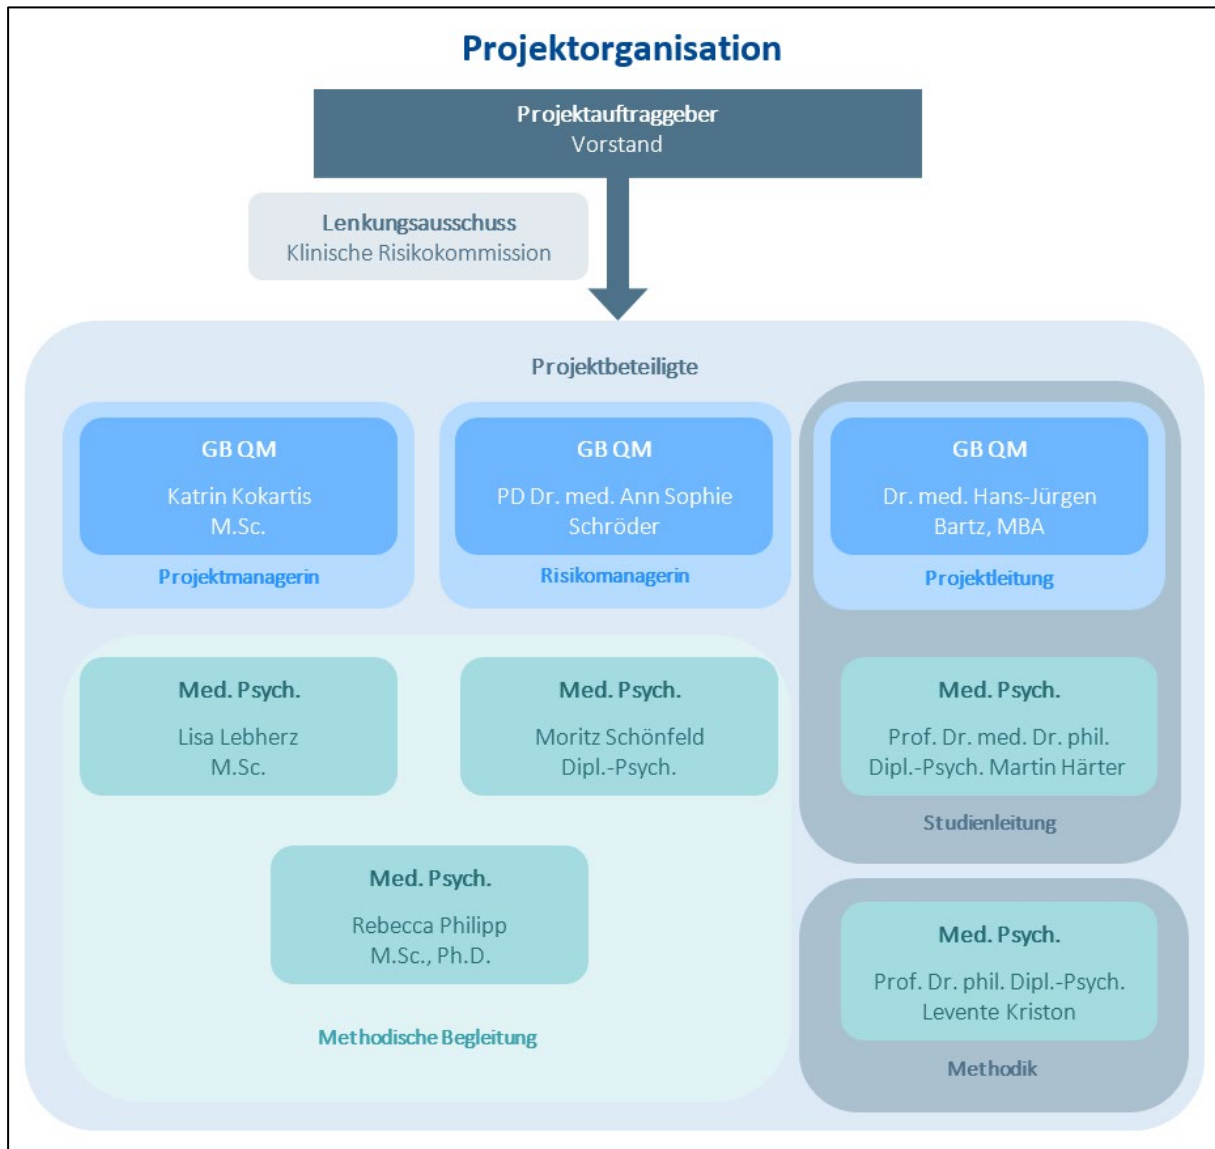 Projektorganisation
Projektauftraggeber
Vorstand
Lenkungsausschuss
Klinische Risikokommission
Projektbeteiligte
GB QM
Katrin Kokartis
M.Sc.
Projektmanagerin
GB QM
PD Dr. med. Ann Sophie
Schröder
Risikomanagerin
GB QM
Dr. med. Hans-Jürgen
Bartz, MBA
Projektleitung
Med. Psych.
Lisa Lebherz
M.Sc.
Med. Psych.
Moritz Schönfeld
Dipl.-Psych.
Med. Psych.
Prof. Dr. med. Dr. phil.
Dipl.-Psych. Martin Härter
Studienleitung
Med. Psych.
Rebecca Philipp
M.Sc., Ph.D.
Methodische Begleitung
Med. Psych.
Prof. Dr. phil. Dipl.-Psych.
Levente Kriston
Methodik